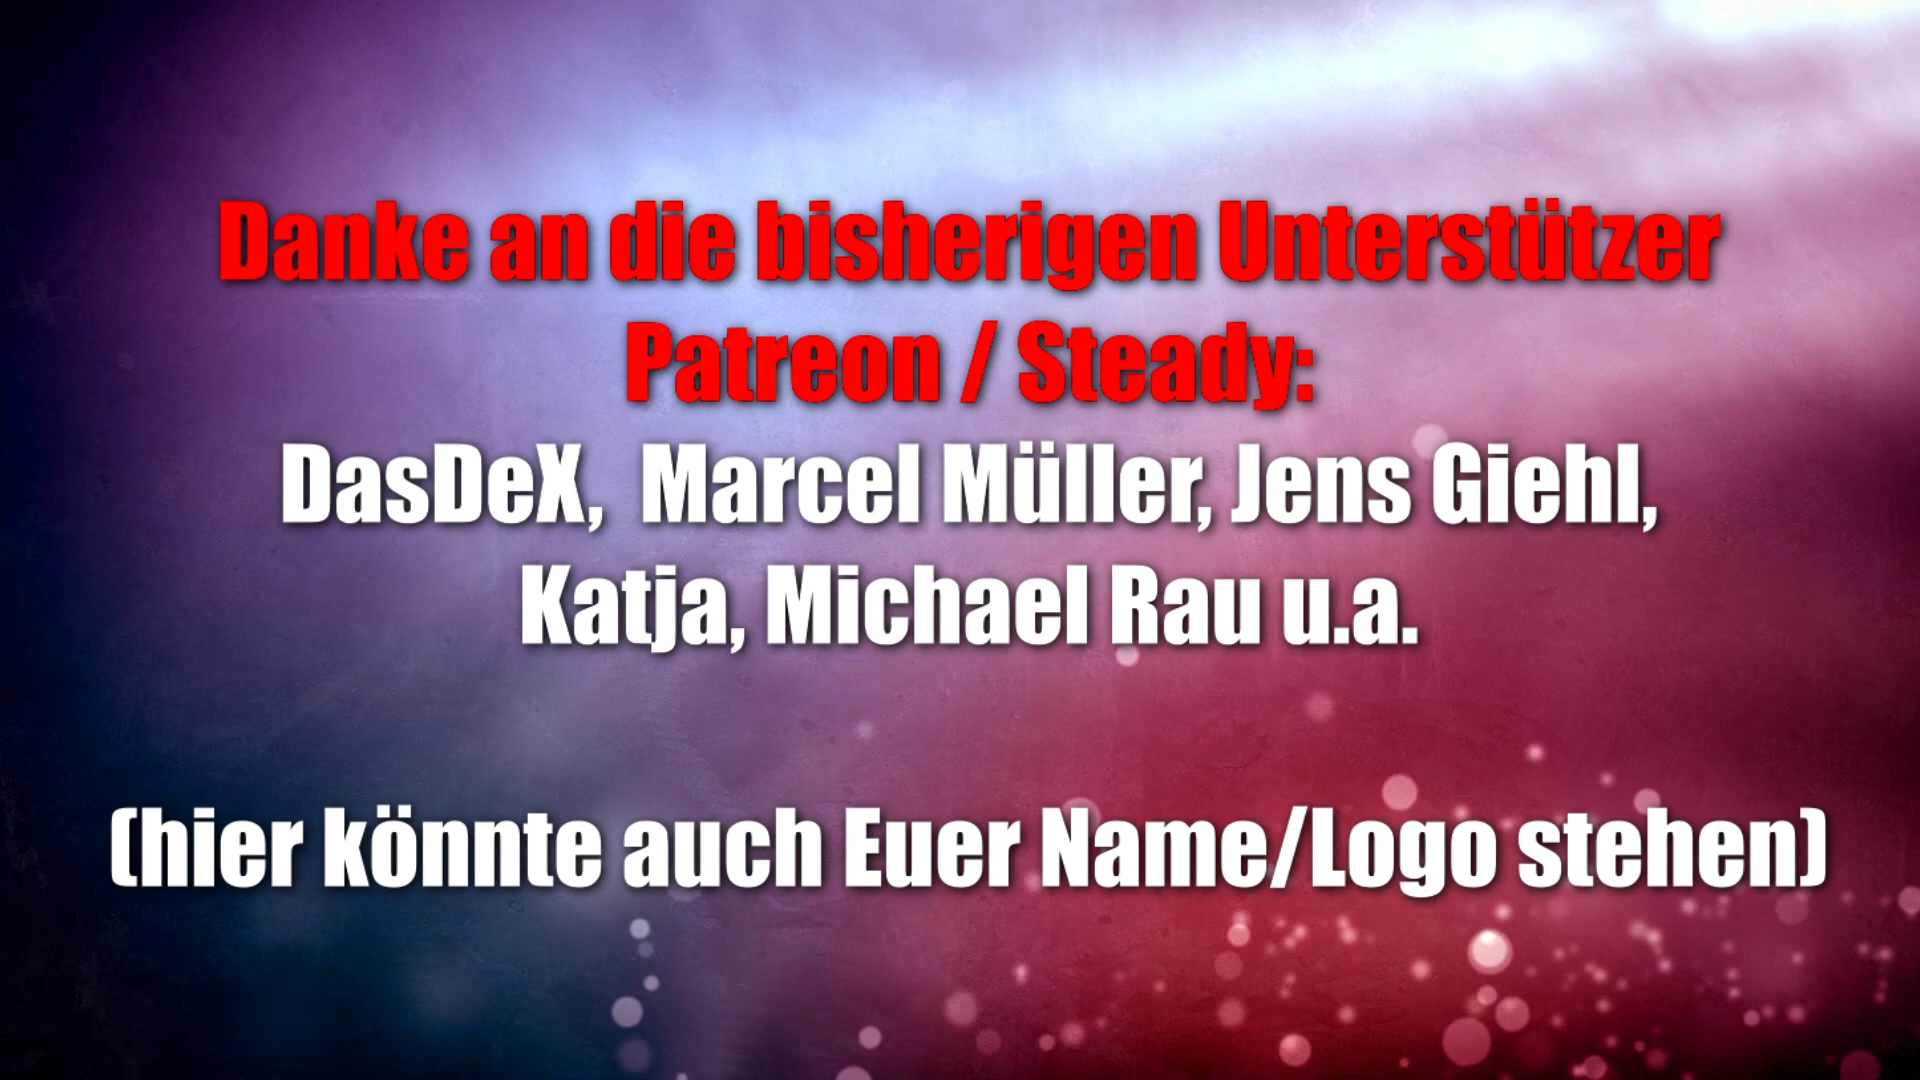 Danke an die bisherigen Unterstützer
Patreon / Steady:
DasDeX,  Marcel Müller, Jens Giehl,
Katja, Michael Rau u.a.
(hier könnte auch Euer Name/Logo stehen)